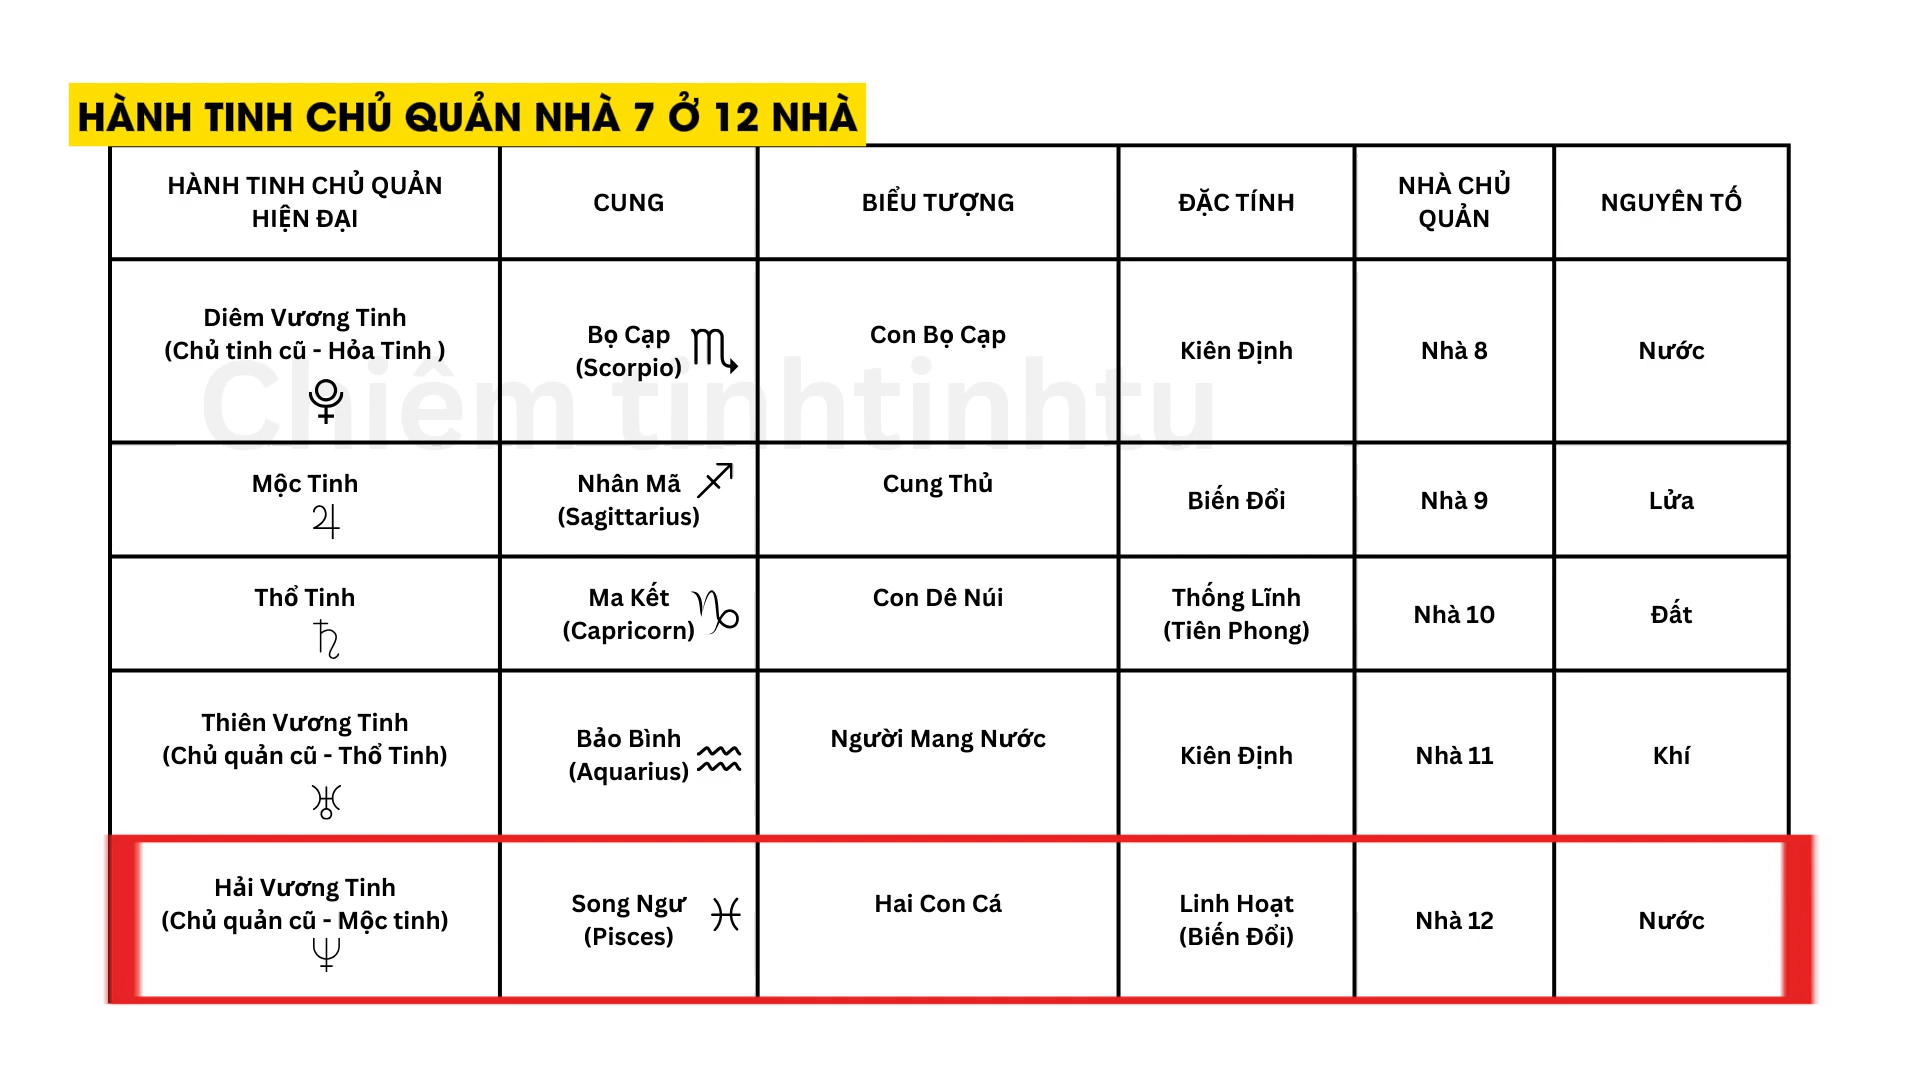 HÀNH TINH CHỦ QUẢN NHÀ 7 Ở 12 NHÀ
HÀNH TINH CHỦ QUẢN
HIỆN ĐẠI
CUNG
BIỂU TƯỢNG
ĐẶC TÍNH
NHÀ CHỦ
QUẢN
NGUYÊN TỐ
Diêm Vương Tinh
(Chủ tinh cũ - Hỏa Tinh )
♇
Bọ Cạp
(Scorpio)
♏
Con Bọ Cạp
Kiên Định
Nhà 8
Nước
Chiêm tinhtinhtu
Mộc Tinh
♃
Nhân Mã
(Sagittarius)
♐
Cung Thủ
Biến Đổi
Nhà 9
Lửa
Thổ Tinh
♄
Ma Kết
(Capricorn)
♑
Con Dê Núi
Thống Lĩnh
(Tiên Phong)
Nhà 10
Đất
Thiên Vương Tinh
(Chủ quản cũ - Thổ Tinh)
♅
Bảo Bình
(Aquarius)
♒
Người Mang Nước
Kiên Định
Nhà 11
Khí
Hải Vương Tinh
(Chủ quản cũ - Mộc tinh)
♆
Song Ngư
(Pisces)
♓
Hai Con Cá
Linh Hoạt
(Biến Đổi)
Nhà 12
Nước